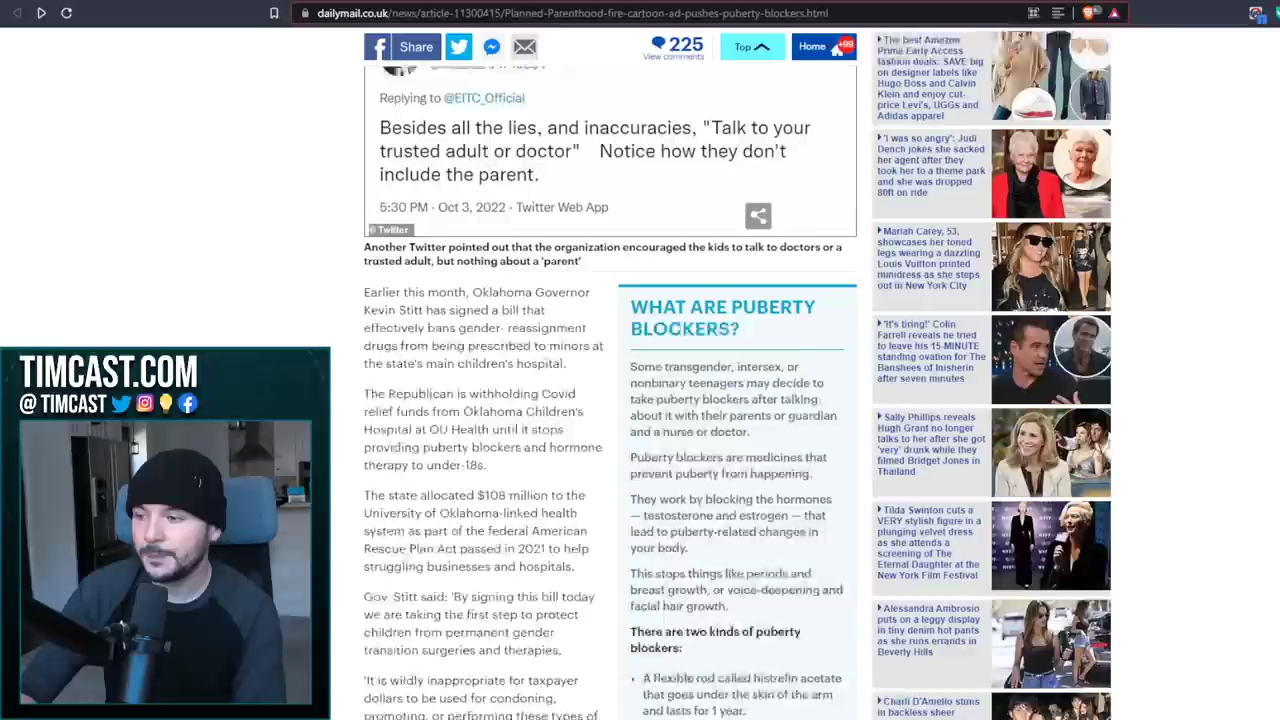 dailymail.co.uk/news/article-11300415/Planned-Parenthood-fire-cartoon-ad-pushes-puberty-blockers.html
Share
225
View comments
Top
Home
+99
Replying to @EITC_Official
Besides all the lies, and inaccuracies, "Talk to your
trusted adult or doctor" Notice how they don't
include the parent.
5:30 PM · Oct 3, 2022 · Twitter Web App
© Twitter
Another Twitter pointed out that the organization encouraged the kids to talk to doctors or a
trusted adult, but nothing about a 'parent'
Earlier this month, Oklahoma Governor
Kevin Stitt has signed a bill that
effectively bans gender- reassignment
drugs from being prescribed to minors at
the state's main children's hospital.
The Republican is withholding Covid
relief funds from Oklahoma Children's
Hospital at OU Health until it stops
providing puberty blockers and hormone
therapy to under-18s.
The state allocated $108 million to the
University of Oklahoma-linked health
system as part of the federal American
Rescue Plan Act passed in 2021 to help
struggling businesses and hospitals.
Gov. Stitt said: 'By signing this bill today
we are taking the first step to protect
children from permanent gender
transition surgeries and therapies.
'It is wildly inappropriate for taxpayer
dollars to be used for condoning,
promoting, or performing these types of
WHAT ARE PUBERTY
BLOCKERS?
Some transgender, intersex, or
nonbinary teenagers may decide to
take puberty blockers after talking
about it with their parents or guardian
and a nurse or doctor.
Puberty blockers are medicines that
prevent puberty from happening.
They work by blocking the hormones
— testosterone and estrogen — that
lead to puberty-related changes in
your body.
This stops things like periods and
breast growth, or voice-deepening and
facial hair growth.
There are two kinds of puberty
blockers:
• A flexible rod called histrelin acetate
that goes under the skin of the arm
and lasts for 1 year.
The best Amazon
Prime Early Access
fashion deals: SAVE big
on designer labels like
Hugo Boss and Calvin
Klein and enjoy cut-
price Levi's, UGGs and
Adidas apparel
'I was so angry': Judi
Dench jokes she sacked
her agent after they
took her to a theme park
and she was dropped
80ft on ride
Mariah Carey, 53,
showcases her toned
legs wearing a dazzling
Louis Vuitton printed
minidress as she steps
out in New York City
'It's tiring!' Colin
Farrell reveals he tried
to leave his 15-MINUTE
standing ovation for The
Banshees of Inisherin
after seven minutes
Sally Phillips reveals
Hugh Grant no longer
talks to her after she got
'very' drunk while they
filmed Bridget Jones in
Thailand
Tilda Swinton cuts a
VERY stylish figure in a
plunging velvet dress
as she attends a
screening of The
Eternal Daughter at the
New York Film Festival
Alessandra Ambrosio
puts on a leggy display
in tiny denim hot pants
as she runs errands in
Beverly Hills
Charli D'Amelio stuns
in backless sheer
TIMCAST.COM
@ TIMCAST